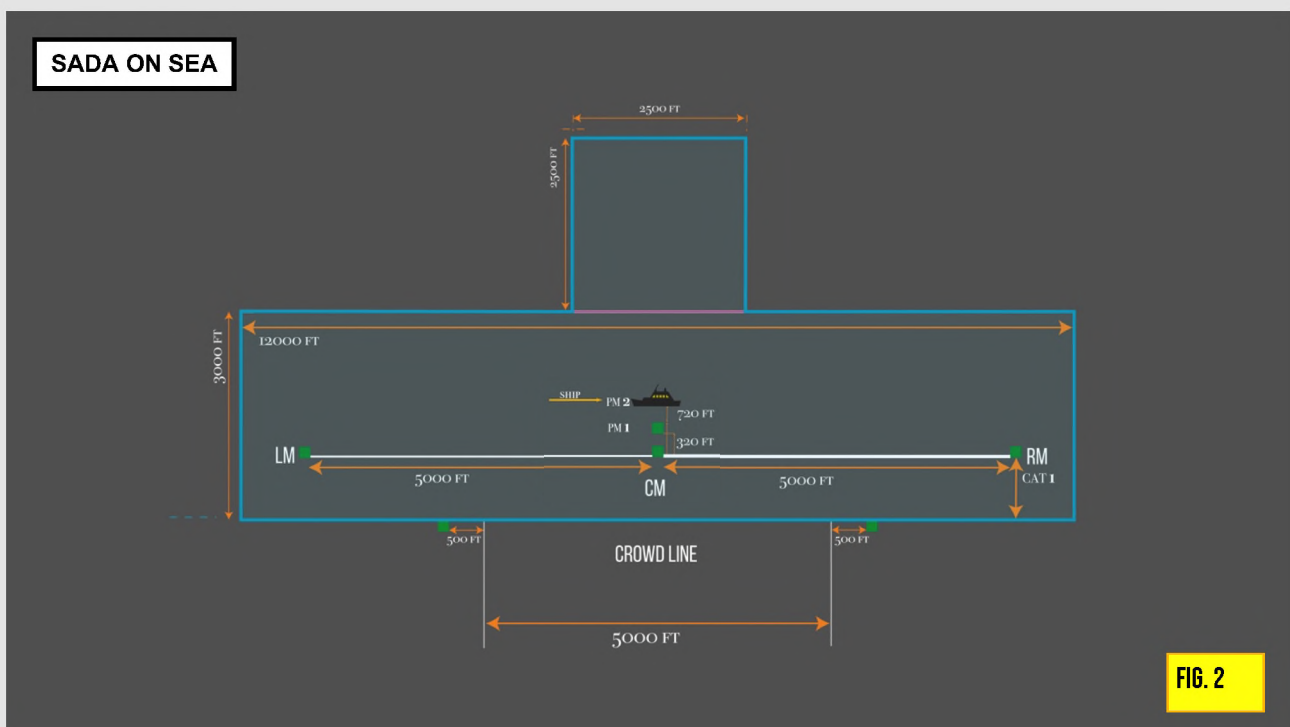 SADA ON SEA
2500 FT
2500 FT
12000 FT
3000 FT
SHIP
PM 2
720 FT
PM 1
320 FT
LM
RM
5000 FT
5000 FT
CAT 1
CM
500 FT
500 FT
CROWD LINE
5000 FT
FIG. 2